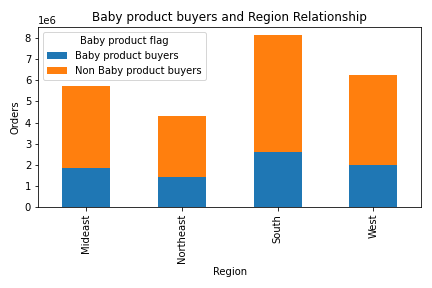 Baby product buyers and Region Relationship
1e6
Baby product flag
Baby product buyers
Non Baby product buyers
8
7
6
5
4
3
2
1
0
Orders
Mideast
Northeast
South
West
Region